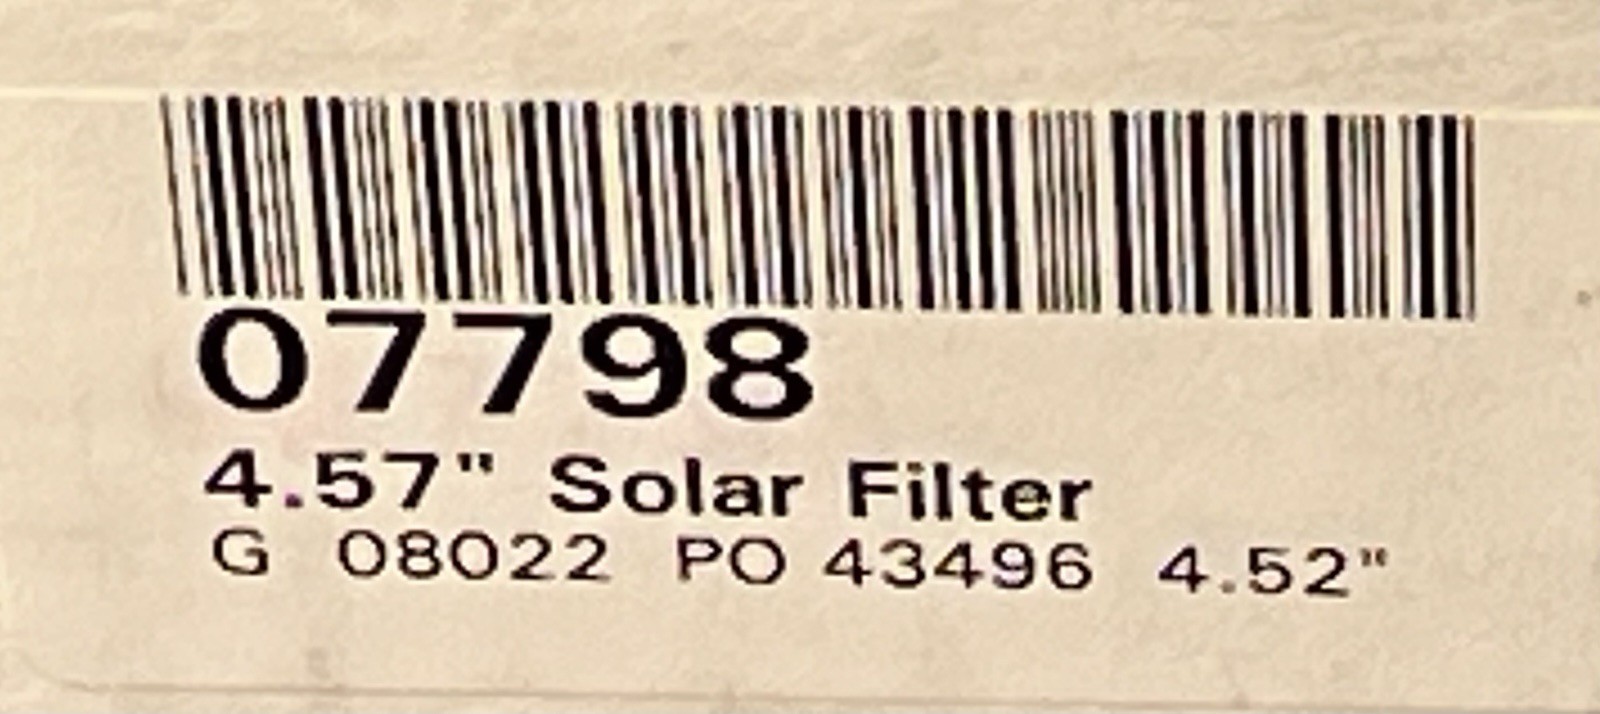 07798
4.57" Solar Filter
G 08022 PO 43496 4.52"